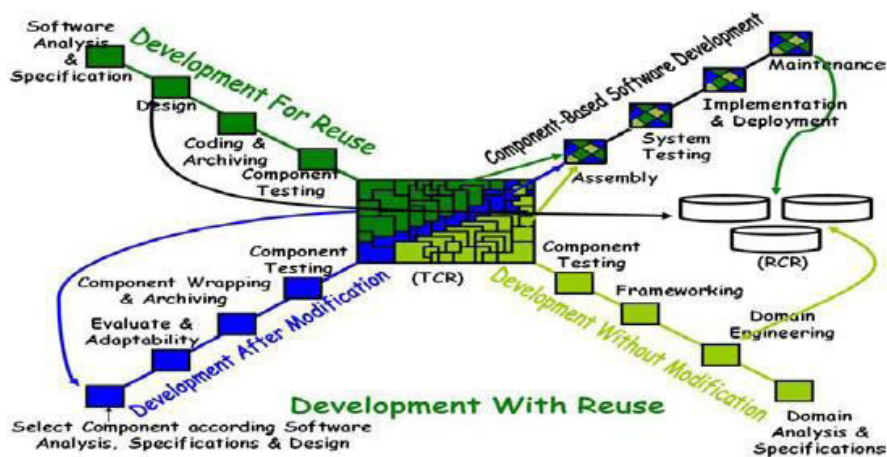 Software
Analysis
&
Specification
Design
Coding &
Archiving
Component
Testing
Development For Reuse
Component-Based Software Development
Maintenance
Implementation
& Deployment
System
Testing
Assembly
(TCR)
(RCR)
Component
Testing
Component Wrapping
& Archiving
Evaluate &
Adaptability
Development After Modification
Select Component according Software
Analysis, Specifications & Design
Component
Testing
Frameworking
Domain
Engineering
Domain
Analysis &
Specifications
Development Without Modification
Development With Reuse